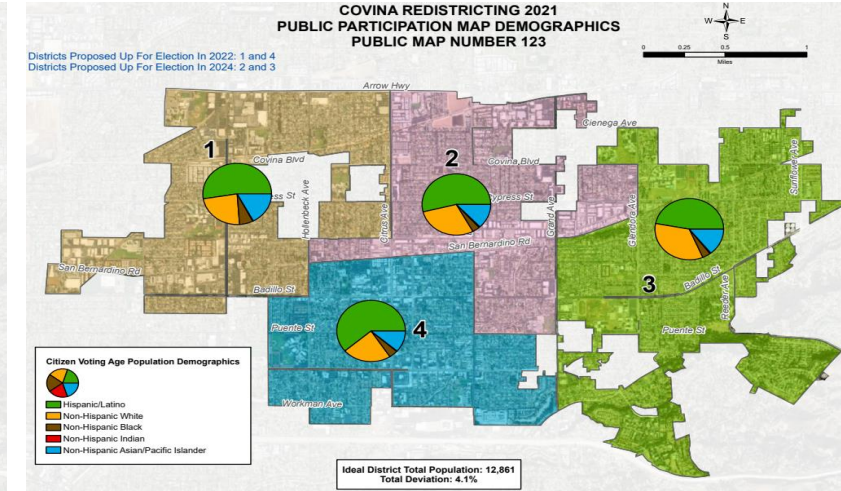 COVINA REDISTRICTING 2021
PUBLIC PARTICIPATION MAP DEMOGRAPHICS
PUBLIC MAP NUMBER 123
N
W E
S
0 0.25 0.5 1
Miles
Districts Proposed Up For Election In 2022: 1 and 4
Districts Proposed Up For Election In 2024: 2 and 3
Arrow Hwy
Cienega Ave
1
2
Covina Blvd
Covina Blvd
Sunflower Ave
Hollenbeck Ave
Citrus Ave
Cypress St
Grand Ave
Glendora Ave
San Bernardino Rd
San Bernardino Rd
Badillo St
Badillo St
3
Reeder Ave
Puente St
4
Puente St
Workman Ave
Citizen Voting Age Population Demographics
Hispanic/Latino
Non-Hispanic White
Non-Hispanic Black
Non-Hispanic Indian
Non-Hispanic Asian/Pacific Islander
Ideal District Total Population: 12,861
Total Deviation: 4.1%